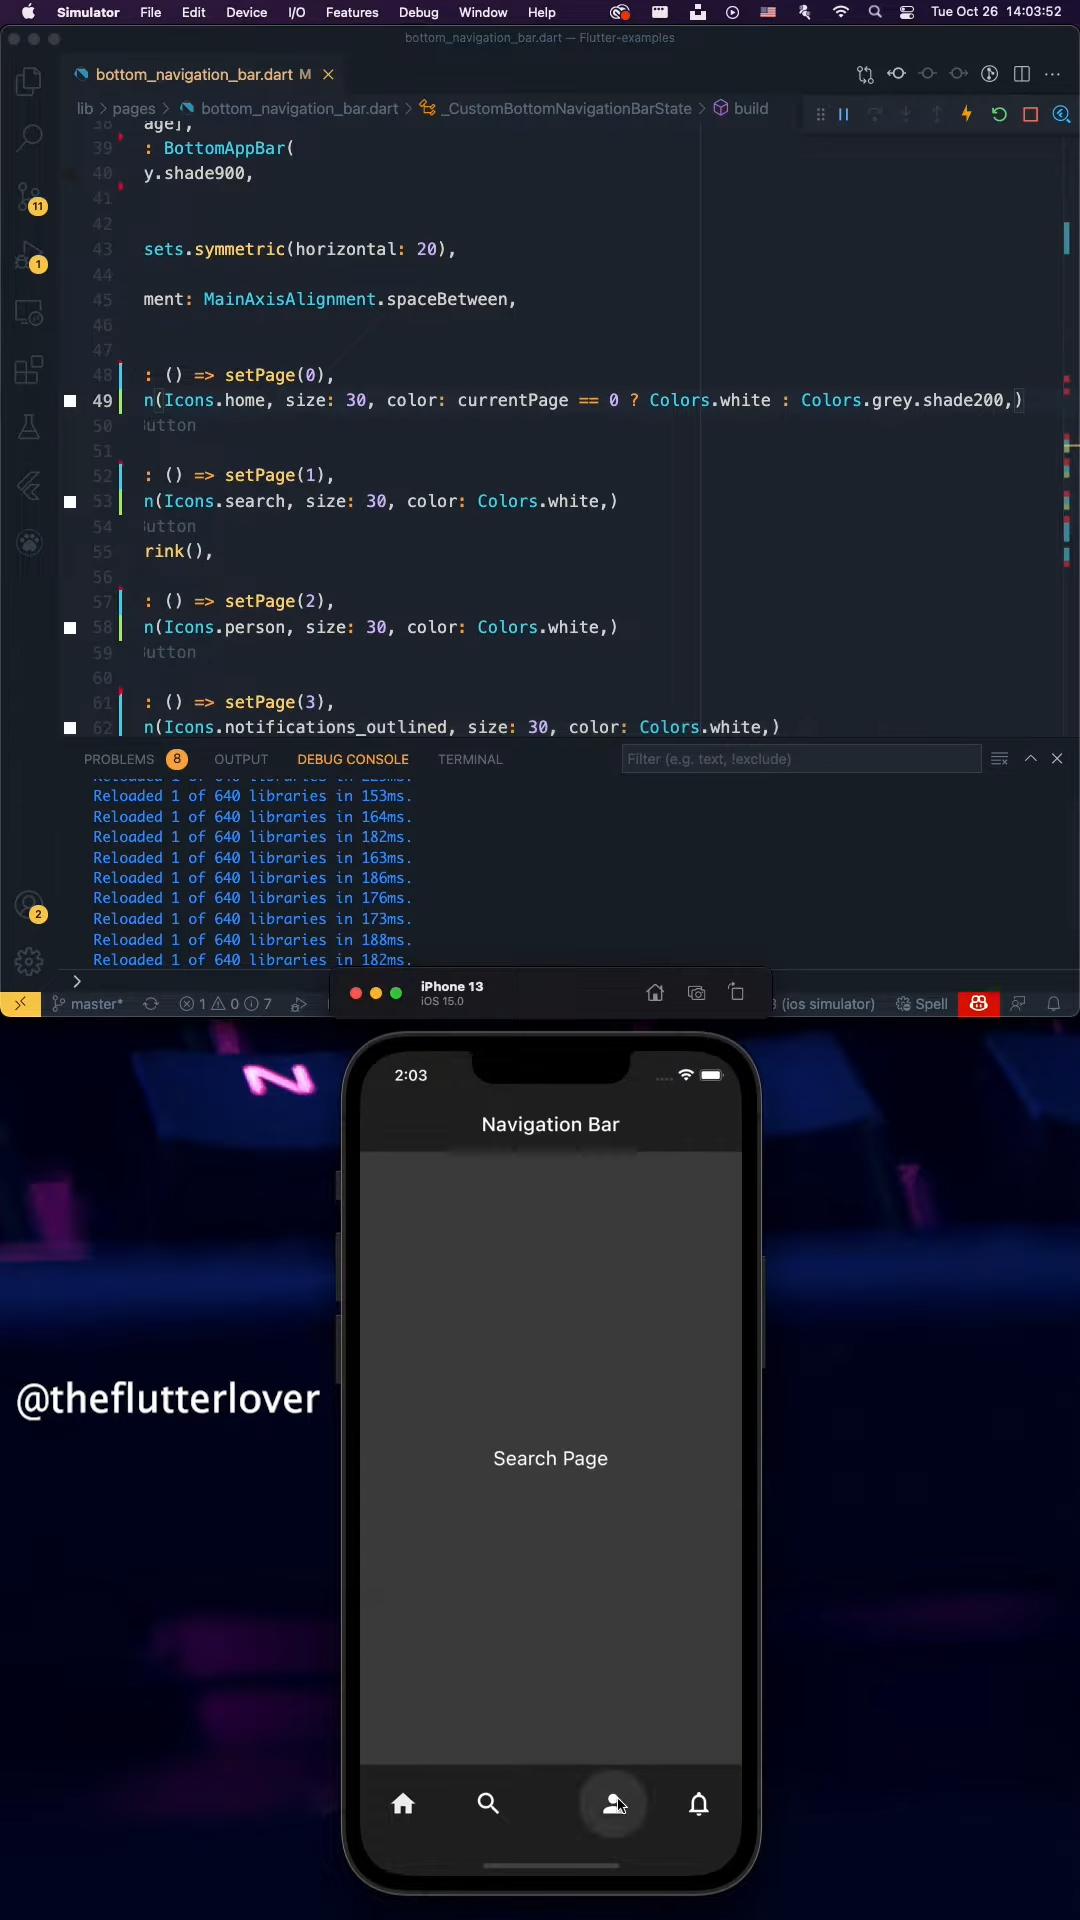 Simulator File Edit Device I/O Features Debug Window Help Tue Oct 26 14:03:52
bottom_navigation_bar.dart — Flutter-examples
bottom_navigation_bar.dart M
lib > pages > bottom_navigation_bar.dart > _CustomBottomNavigationBarState > build
38 age],
39 : BottomAppBar(
40 y.shade900,
41
42
43 sets.symmetric(horizontal: 20),
44
45 ment: MainAxisAlignment.spaceBetween,
46
47
48 : () => setPage(0),
49 n(Icons.home, size: 30, color: currentPage == 0 ? Colors.white : Colors.grey.shade200,)
50 utton
51
52 : () => setPage(1),
53 n(Icons.search, size: 30, color: Colors.white,)
54 utton
55 rink(),
56
57 : () => setPage(2),
58 n(Icons.person, size: 30, color: Colors.white,)
59 utton
60
61 : () => setPage(3),
62 n(Icons.notifications_outlined, size: 30, color: Colors.white,)
11
1
2
PROBLEMS 8 OUTPUT DEBUG CONSOLE TERMINAL Filter (e.g. text, !exclude)
Reloaded 1 of 640 libraries in 153ms.
Reloaded 1 of 640 libraries in 164ms.
Reloaded 1 of 640 libraries in 182ms.
Reloaded 1 of 640 libraries in 163ms.
Reloaded 1 of 640 libraries in 186ms.
Reloaded 1 of 640 libraries in 176ms.
Reloaded 1 of 640 libraries in 173ms.
Reloaded 1 of 640 libraries in 188ms.
Reloaded 1 of 640 libraries in 182ms.
iPhone 13
iOS 15.0
master* 1 0 7 (ios simulator) Spell
2:03
Navigation Bar
@theflutterlover
Search Page